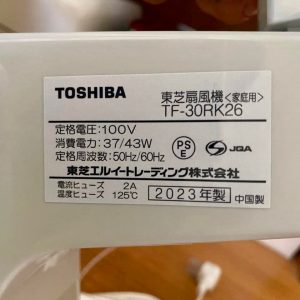 TOSHIBA 東芝扇風機<家庭用>
TF-30RK26
定格電圧:100V
消費電力:37/43W
定格周波数:50Hz/60Hz
PS
E
JQA
東芝エルイートレーディング株式会社
電流ヒューズ 2A
温度ヒューズ 125℃
2023年製
中国製